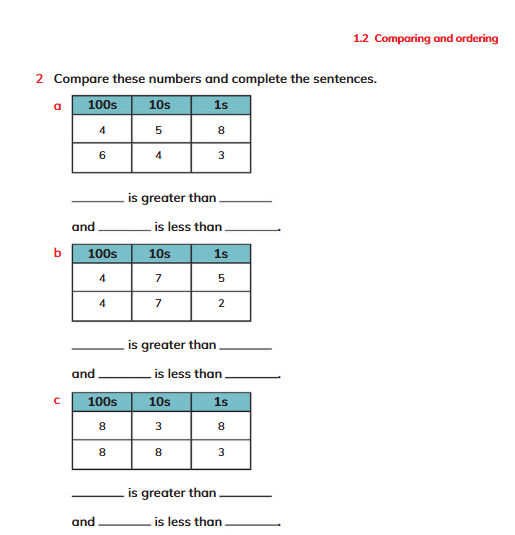 1.2 Comparing and ordering
2 Compare these numbers and complete the sentences.
a 100s 10s 1s
4 5 8
6 4 3
______ is greater than ______
and ______ is less than ______.
b 100s 10s 1s
4 7 5
4 7 2
______ is greater than ______
and ______ is less than ______.
c 100s 10s 1s
8 3 8
8 8 3
______ is greater than ______
and ______ is less than ______.